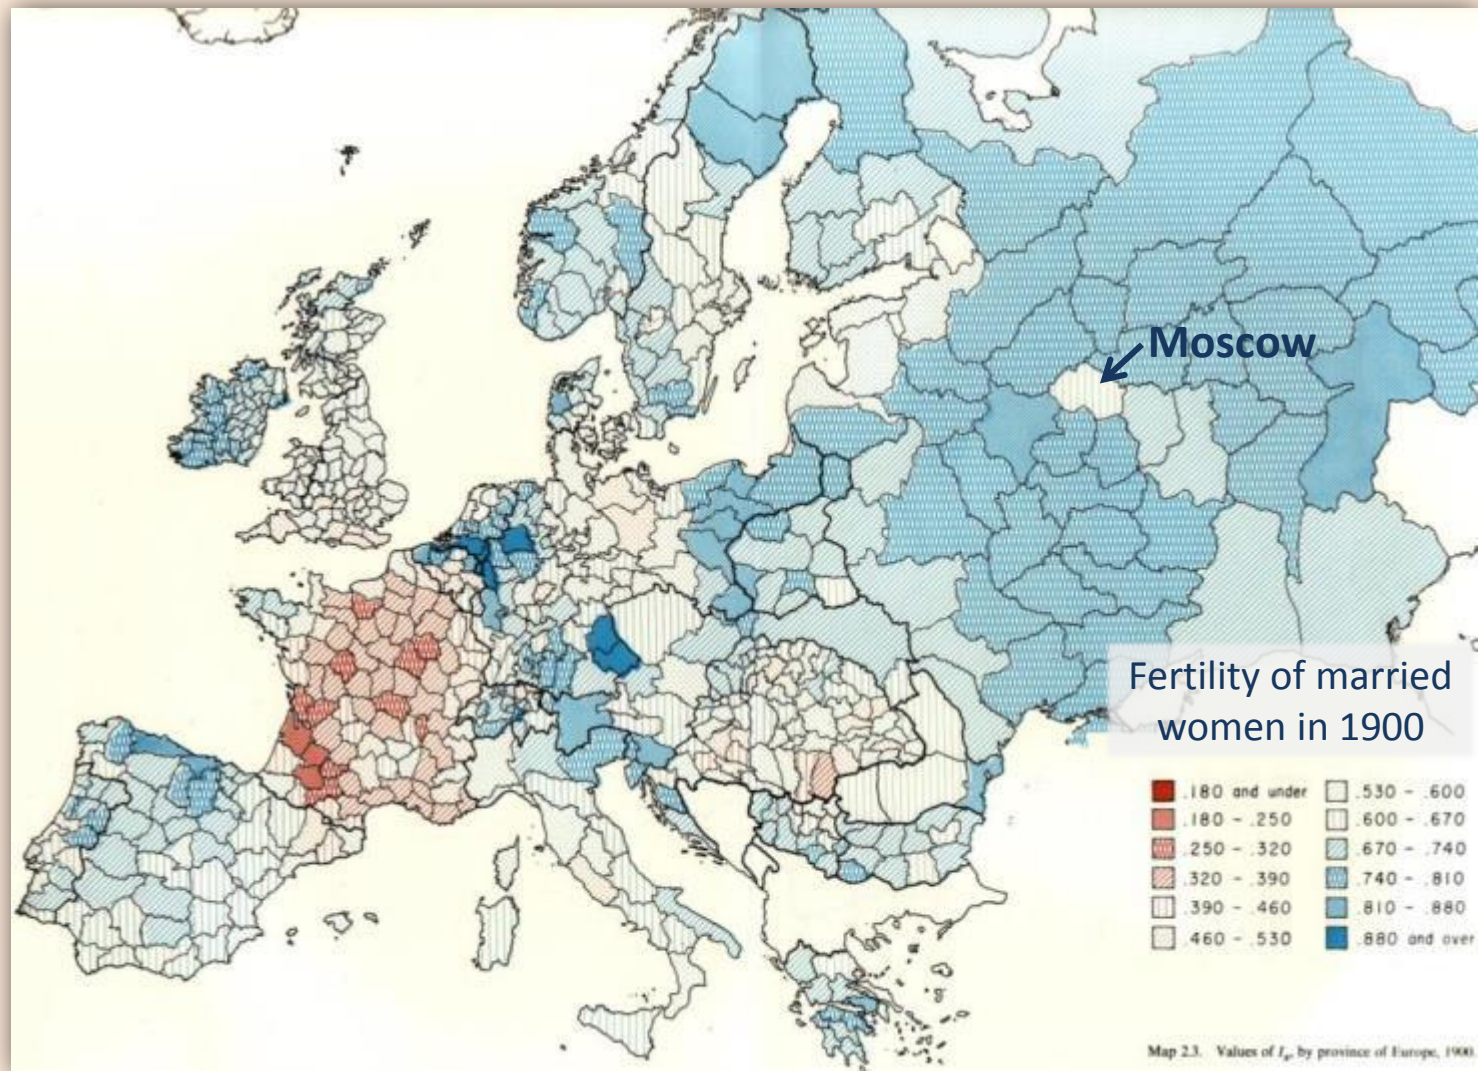 Moscow
Fertility of married
women in 1900
.180 and under
.180 - .250
.250 - .320
.320 - .390
.390 - .460
.460 - .530
.530 - .600
.600 - .670
.670 - .740
.740 - .810
.810 - .880
.880 and over
Map 2.3. Values of Ig, by province of Europe, 1900